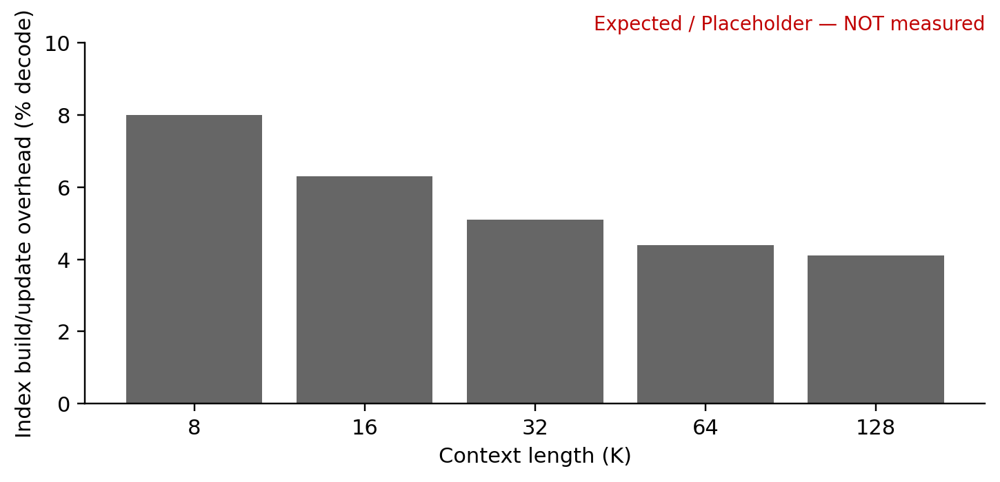 Expected / Placeholder — NOT measured
Index build/update overhead (% decode)
10
8
6
4
2
0
8 16 32 64 128
Context length (K)